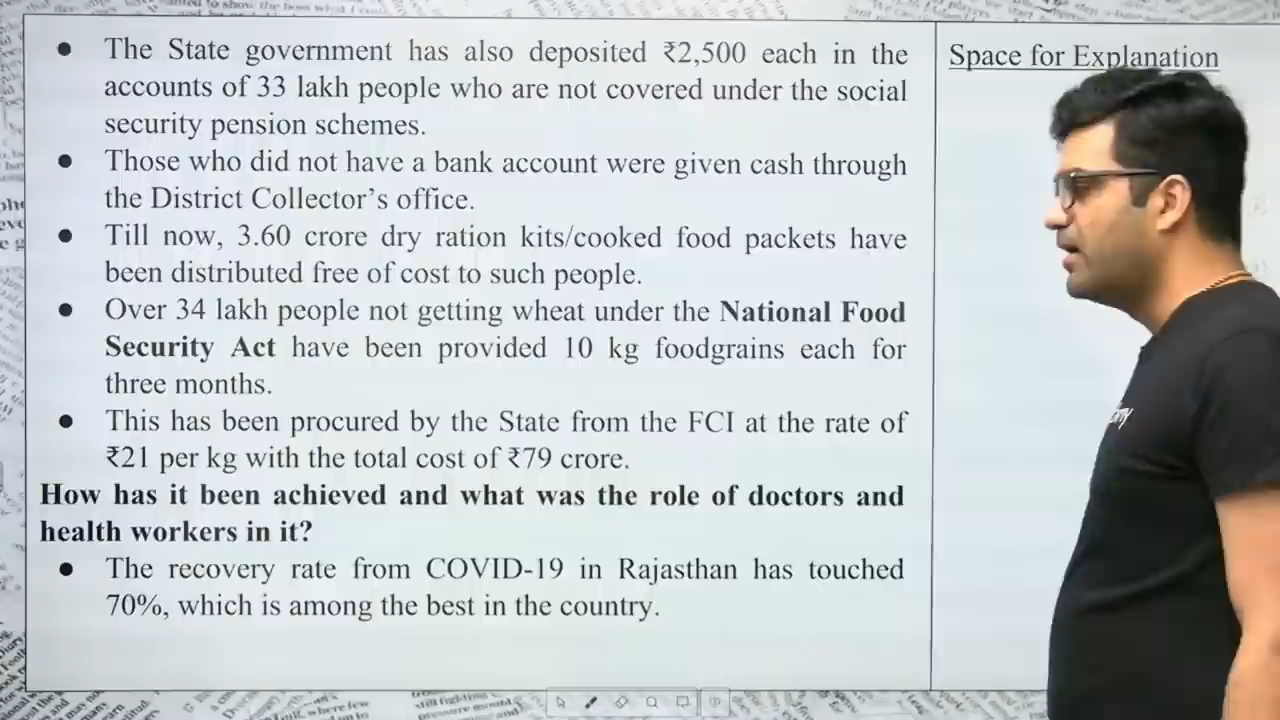 ● The State government has also deposited ₹2,500 each in the
accounts of 33 lakh people who are not covered under the social
security pension schemes.
● Those who did not have a bank account were given cash through
the District Collector’s office.
● Till now, 3.60 crore dry ration kits/cooked food packets have
been distributed free of cost to such people.
● Over 34 lakh people not getting wheat under the National Food
Security Act have been provided 10 kg foodgrains each for
three months.
● This has been procured by the State from the FCI at the rate of
₹21 per kg with the total cost of ₹79 crore.
How has it been achieved and what was the role of doctors and
health workers in it?
● The recovery rate from COVID-19 in Rajasthan has touched
70%, which is among the best in the country.
Space for Explanation